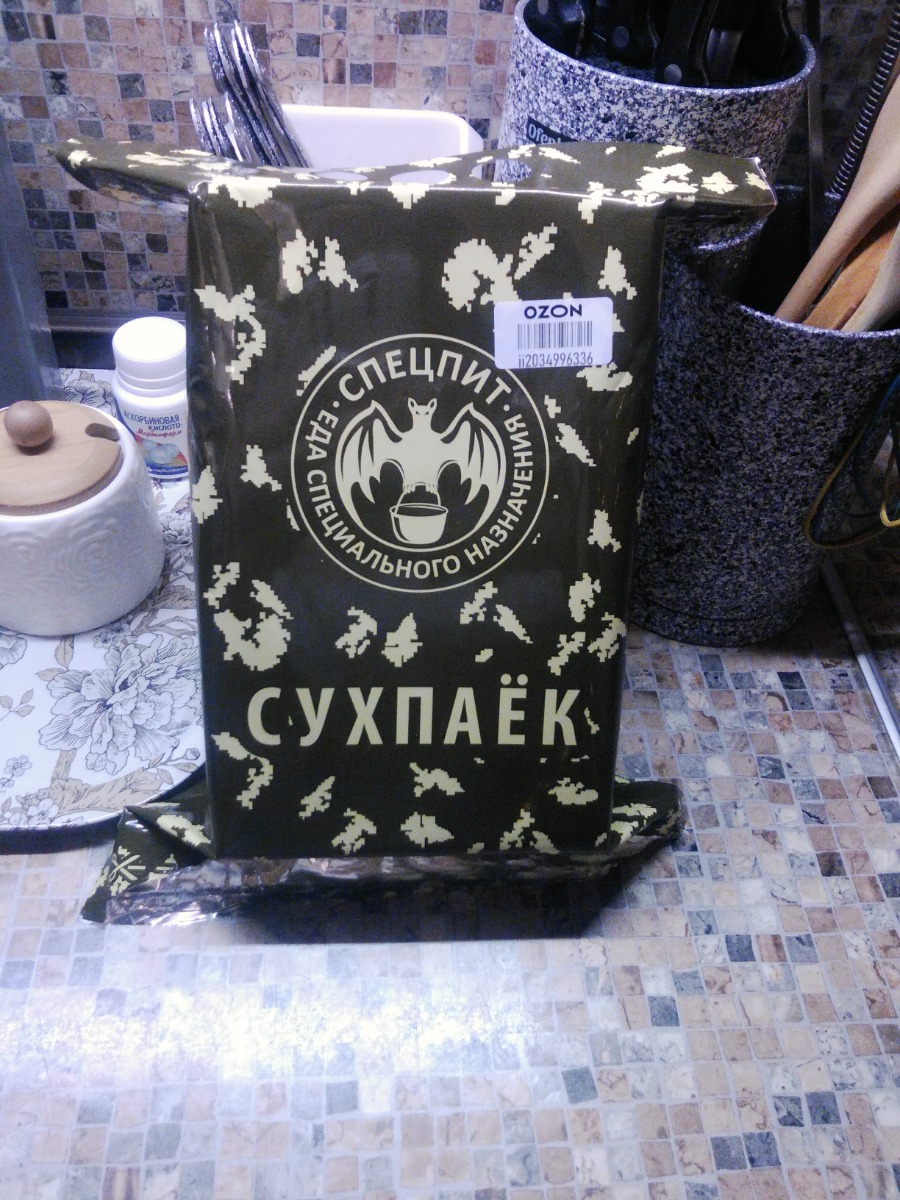 OZON
ii2034996336
· СПЕЦПИТ ·
ЕДА СПЕЦИАЛЬНОГО НАЗНАЧЕНИЯ
АСКОРБИНОВАЯ
КИСЛОТА
СУХПАЁК